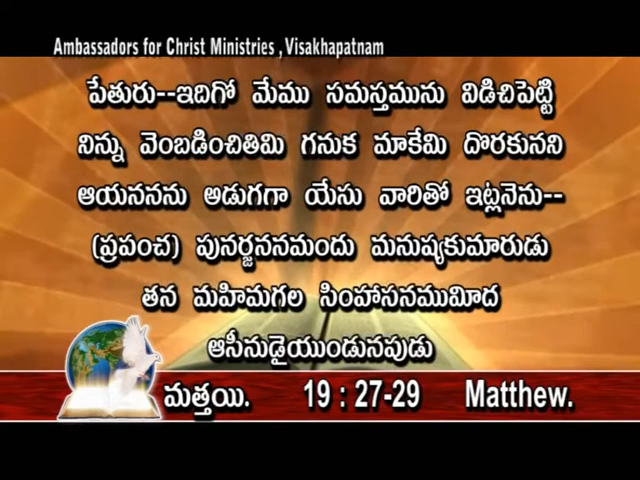 Ambassadors for Christ Ministries , Visakhapatnam
పేతురు--ఇదిగో మేము సమస్తమును విడిచిపెట్టి
నిన్ను వెంబడించితిమి గనుక మాకేమి దొరకునని
ఆయననను అడుగగా యేసు వారితో ఇట్లనెను--
(ప్రపంచ) పునర్జననమందు మనుష్యకుమారుడు
తన మహిమగల సింహాసనముమీద
ఆసీనుడైయుండునపుడు
మత్తయి. 19 : 27-29 Matthew.